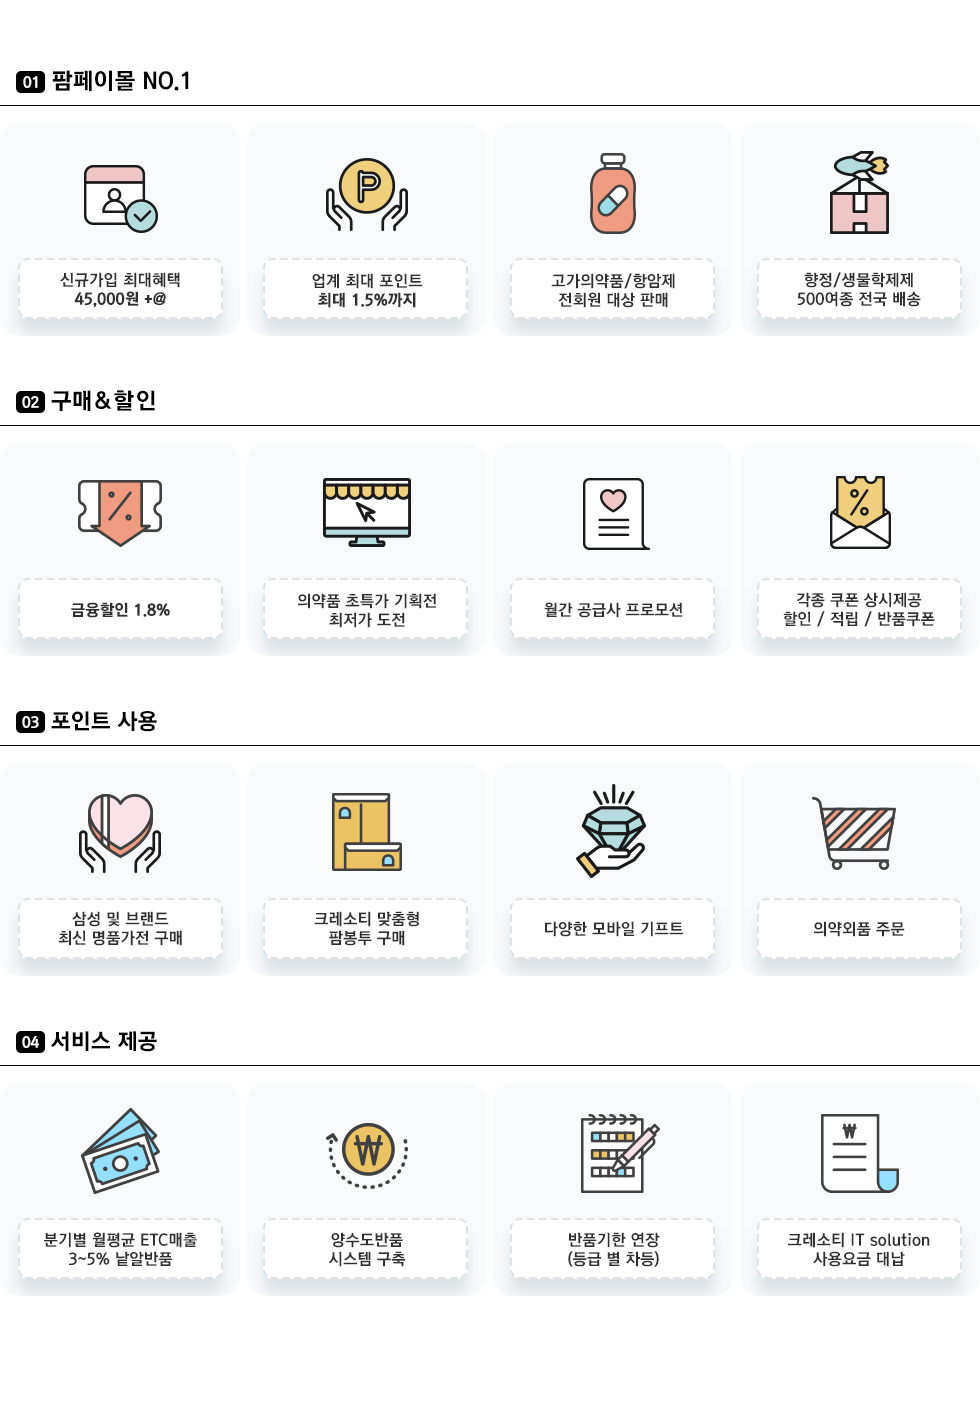 01 팜페이몰 NO.1
신규가입 최대혜택
45,000원 +@
P
업계 최대 포인트
최대 1.5%까지
고가의약품/항암제
전회원 대상 판매
향정/생물학제제
500여종 전국 배송
02 구매&할인
%
금융할인 1.8%
의약품 초특가 기획전
최저가 도전
월간 공급사 프로모션
%
각종 쿠폰 상시제공
할인 / 적립 / 반품쿠폰
03 포인트 사용
삼성 및 브랜드
최신 명품가전 구매
크레소티 맞춤형
팜봉투 구매
다양한 모바일 기프트
의약외품 주문
04 서비스 제공
분기별 월평균 ETC매출
3~5% 낱알반품
₩
양수도반품
시스템 구축
반품기한 연장
(등급 별 차등)
₩
크레소티 IT solution
사용요금 대납